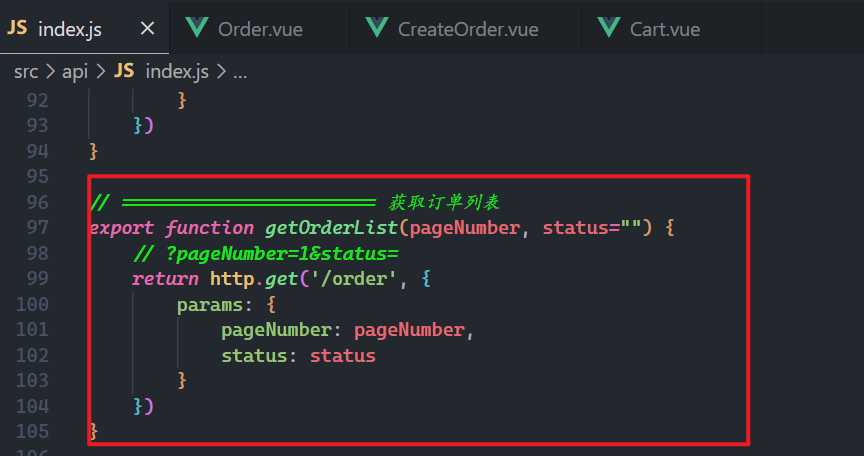 JS index.js × Order.vue CreateOrder.vue Cart.vue
src > api > JS index.js > ...
92 }
93 })
94 }
95
96 // ======================= 获取订单列表
97 export function getOrderList(pageNumber, status="") {
98 // ?pageNumber=1&status=
99 return http.get('/order', {
100 params: {
101 pageNumber: pageNumber,
102 status: status
103 }
104 })
105 }
106